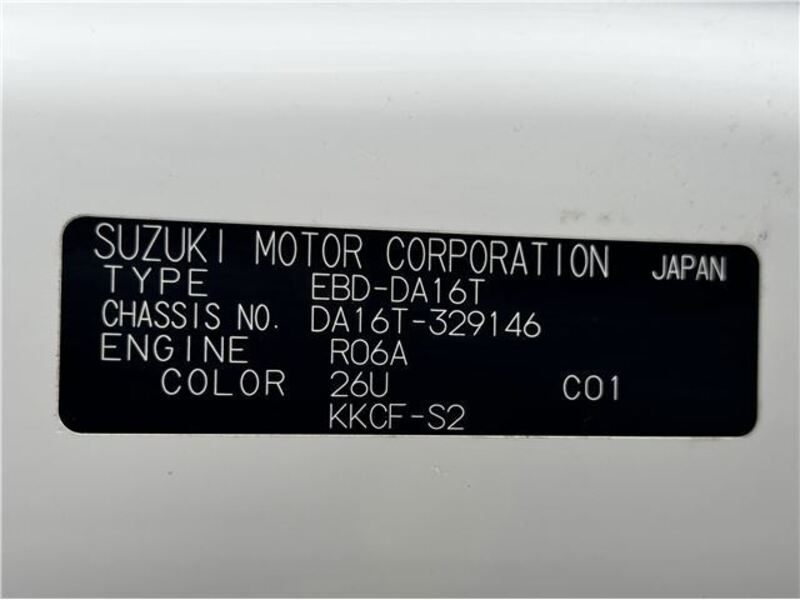 SUZUKI MOTOR CORPORATION JAPAN
TYPE EBD-DA16T
CHASSIS NO. DA16T-329146
ENGINE R06A
COLOR 26U C01
KKCF-S2